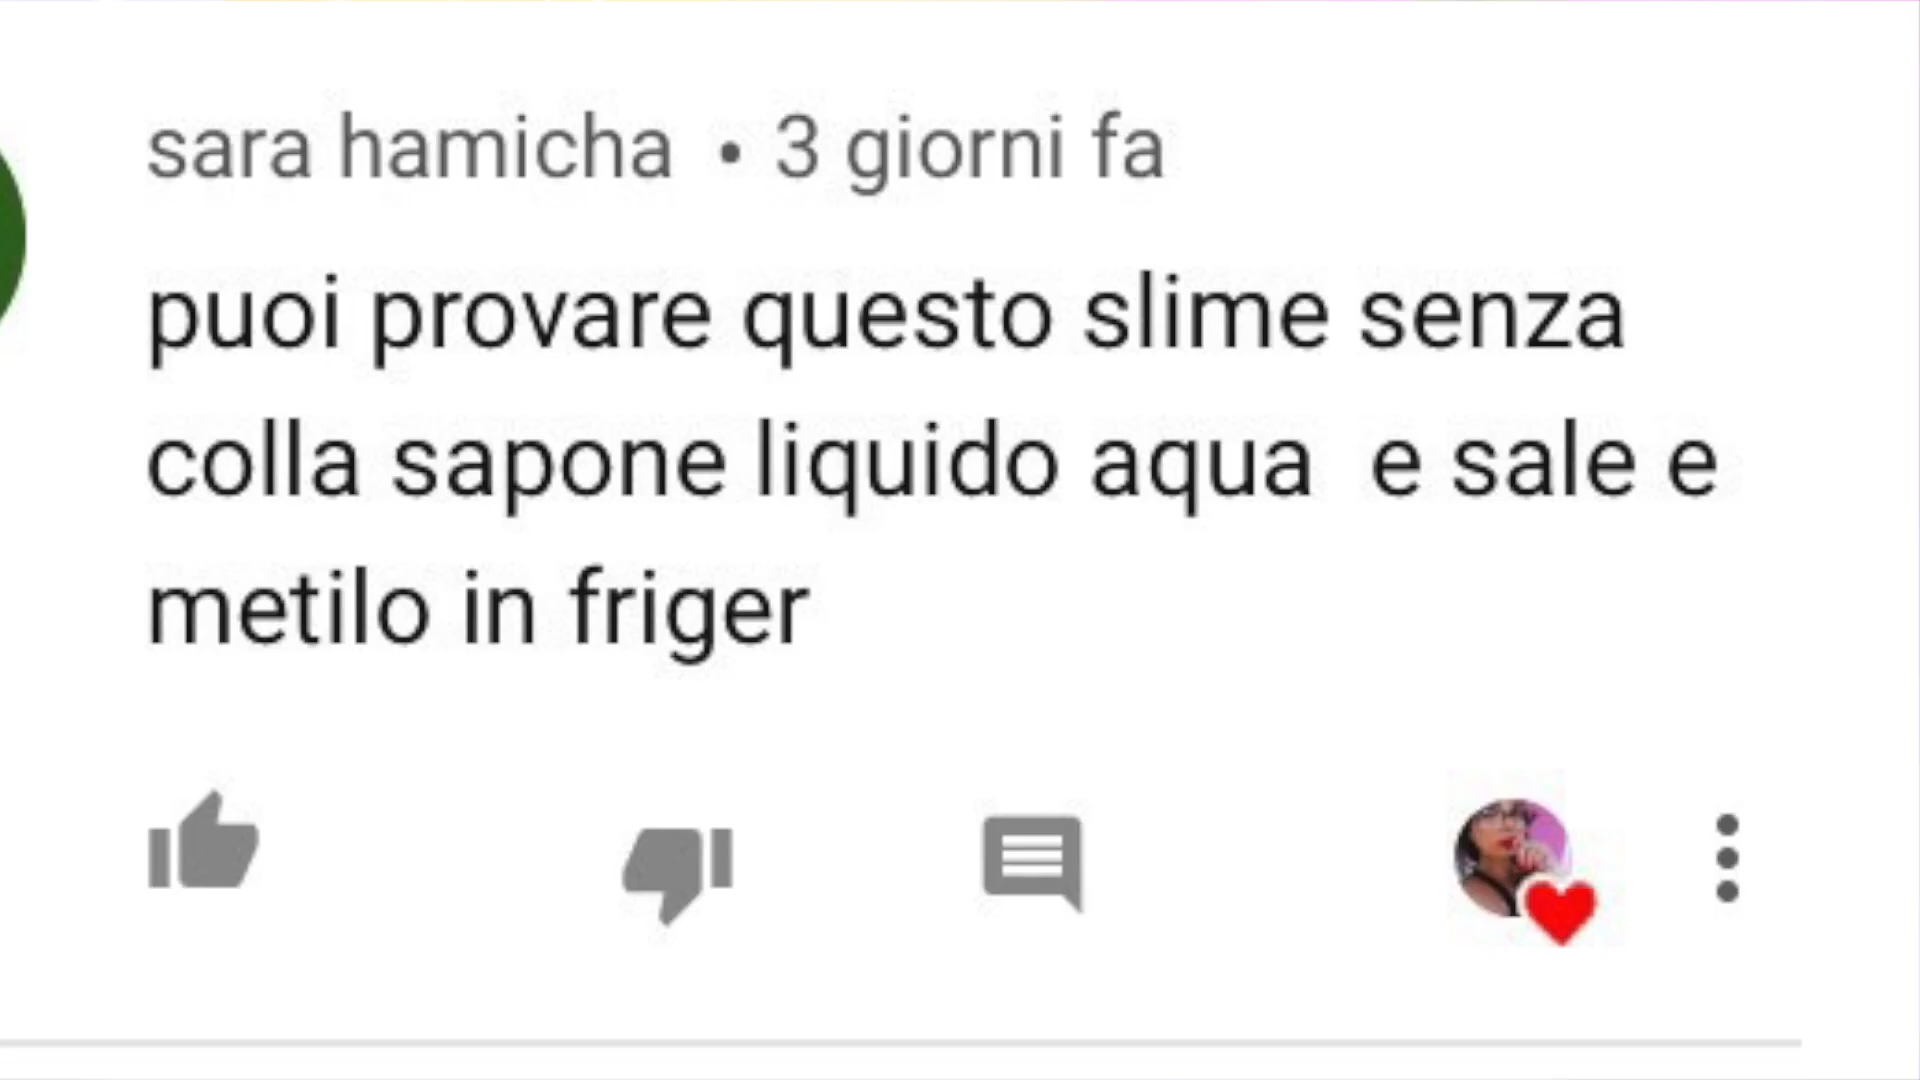 sara hamicha • 3 giorni fa
puoi provare questo slime senza
colla sapone liquido aqua  e sale e
metilo in friger